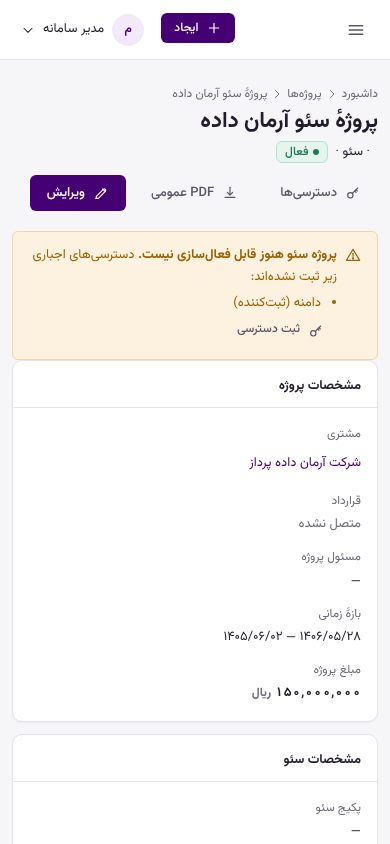 ایجاد
م
مدیر سامانه
داشبورد › پروژه‌ها › پروژهٔ سئو آرمان داده
پروژهٔ سئو آرمان داده
· سئو ·
فعال
دسترسی‌ها
PDF عمومی
ویرایش
پروژه سئو هنوز قابل فعال‌سازی نیست. دسترسی‌های اجباری
زیر ثبت نشده‌اند:
• دامنه (ثبت‌کننده)
ثبت دسترسی
مشخصات پروژه
مشتری
شرکت آرمان داده پرداز
قرارداد
متصل نشده
مسئول پروژه
—
بازهٔ زمانی
۱۴۰۵/۰۶/۰۲ — ۱۴۰۶/۰۵/۲۸
مبلغ پروژه
۱۵۰,۰۰۰,۰۰۰ ریال
مشخصات سئو
پکیج سئو
—